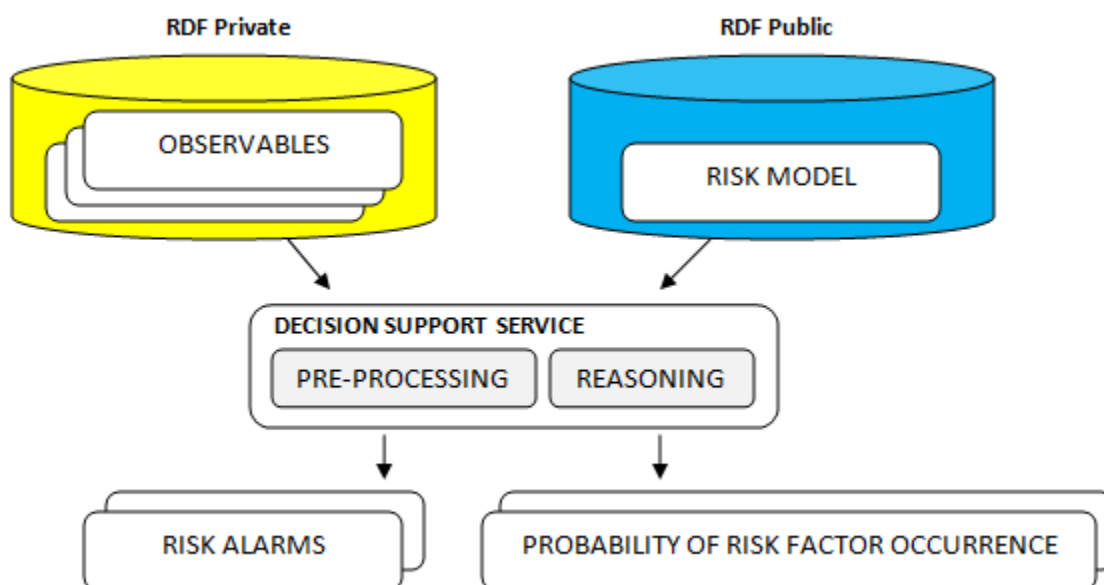 RDF Private
RDF Public
OBSERVABLES
RISK MODEL
DECISION SUPPORT SERVICE
PRE-PROCESSING
REASONING
RISK ALARMS
PROBABILITY OF RISK FACTOR OCCURRENCE